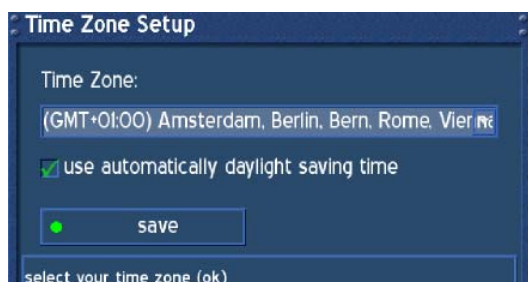 Time Zone Setup
Time Zone:
(GMT+01:00) Amsterdam, Berlin, Bern, Rome, Vienna
use automatically daylight saving time
save
select your time zone (ok)